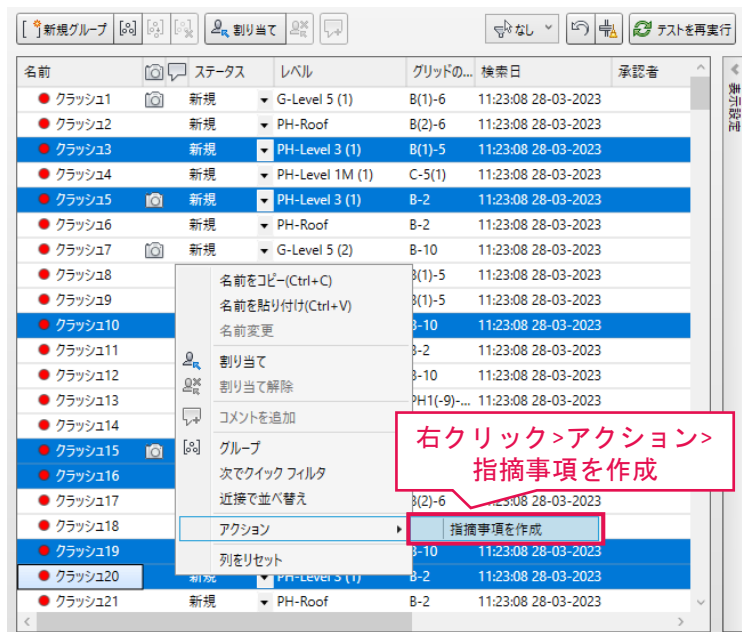 新規グループ 割り当て なし テストを再実行
名前 ステータス レベル グリッドの... 検索日 承認者
クラッシュ1 新規 G-Level 5 (1) B(1)-6 11:23:08 28-03-2023
クラッシュ2 新規 PH-Roof B(2)-6 11:23:08 28-03-2023
クラッシュ3 新規 PH-Level 3 (1) B(1)-5 11:23:08 28-03-2023
クラッシュ4 新規 PH-Level 1M (1) C-5(1) 11:23:08 28-03-2023
クラッシュ5 新規 PH-Level 3 (1) B-2 11:23:08 28-03-2023
クラッシュ6 新規 PH-Roof B-2 11:23:08 28-03-2023
クラッシュ7 新規 G-Level 5 (2) B-10 11:23:08 28-03-2023
クラッシュ8 (1)-5 11:23:08 28-03-2023
クラッシュ9 (1)-5 11:23:08 28-03-2023
クラッシュ10 -10 11:23:08 28-03-2023
クラッシュ11 -2 11:23:08 28-03-2023
クラッシュ12 -10 11:23:08 28-03-2023
クラッシュ13 PH1(-9)-... 11:23:08 28-03-2023
クラッシュ14
クラッシュ15
クラッシュ16
クラッシュ17 (2)-6 11:23:08 28-03-2023
クラッシュ18
クラッシュ19 -10 11:23:08 28-03-2023
クラッシュ20 新規 PH-Level 3 (1) B-2 11:23:08 28-03-2023
クラッシュ21 新規 PH-Roof B-2 11:23:08 28-03-2023
名前をコピー(Ctrl+C)
名前を貼り付け(Ctrl+V)
名前変更
割り当て
割り当て解除
コメントを追加
グループ
次でクイック フィルタ
近接で並べ替え
アクション
列をリセット
指摘事項を作成
右クリック>アクション>
指摘事項を作成
表示設定